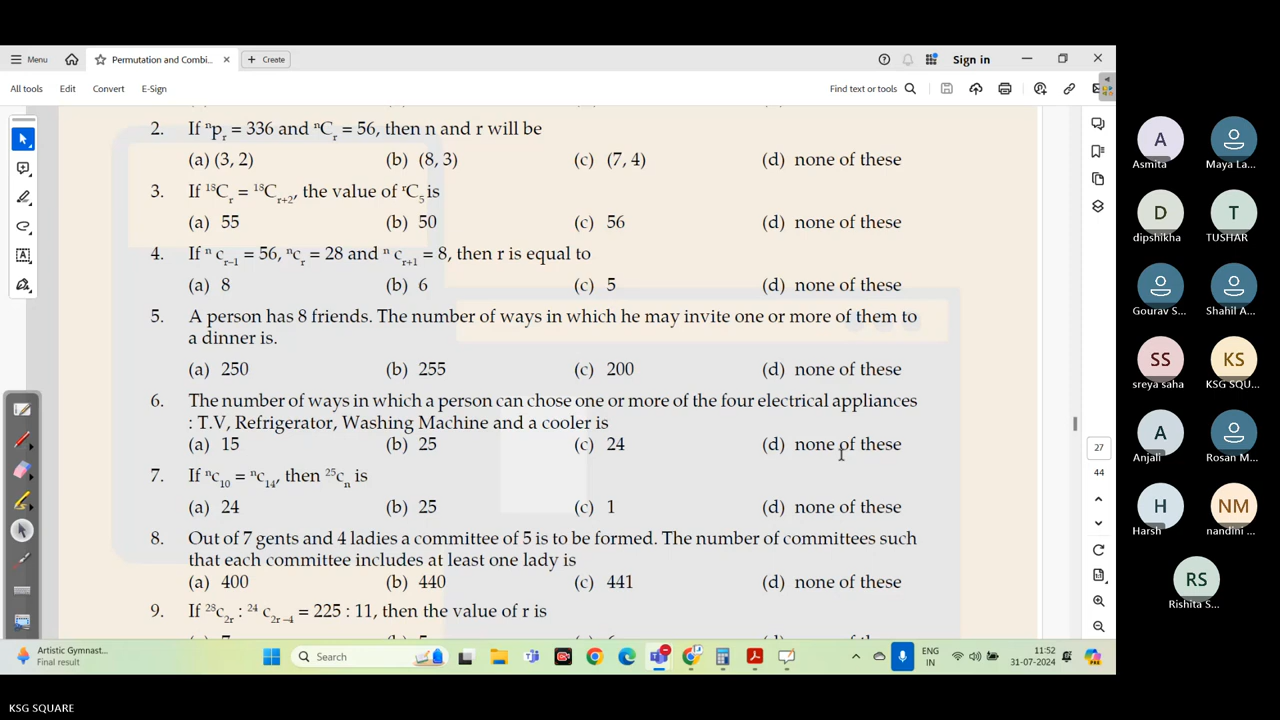 Menu
Permutation and Combi...
Create
Sign in
All tools
Edit
Convert
E-Sign
Find text or tools
2. If ⁿpᵣ = 336 and ⁿCᵣ = 56, then n and r will be
(a) (3, 2) (b) (8, 3) (c) (7, 4) (d) none of these
3. If ¹⁸Cᵣ = ¹⁸Cᵣ₊₂, the value of ʳC₅ is
(a) 55 (b) 50 (c) 56 (d) none of these
4. If ⁿ cᵣ₋₁ = 56, ⁿcᵣ = 28 and ⁿ cᵣ₊₁ = 8, then r is equal to
(a) 8 (b) 6 (c) 5 (d) none of these
5. A person has 8 friends. The number of ways in which he may invite one or more of them to
a dinner is.
(a) 250 (b) 255 (c) 200 (d) none of these
6. The number of ways in which a person can chose one or more of the four electrical appliances
: T.V, Refrigerator, Washing Machine and a cooler is
(a) 15 (b) 25 (c) 24 (d) none of these
7. If ⁿc₁₀ = ⁿc₁₄, then ²⁵cₙ is
(a) 24 (b) 25 (c) 1 (d) none of these
8. Out of 7 gents and 4 ladies a committee of 5 is to be formed. The number of committees such
that each committee includes at least one lady is
(a) 400 (b) 440 (c) 441 (d) none of these
9. If ²⁸c₂ᵣ : ²⁴ c₂ᵣ₋₄ = 225 : 11, then the value of r is
27
44
A
Asmita
Maya La...
D
dipshikha
T
TUSHAR
Gourav S...
Shahil A...
SS
sreya saha
KS
KSG SQU...
A
Anjali
Rosan M...
H
Harsh
NM
nandini ...
RS
Rishita S...
Artistic Gymnast...
Final result
Search
ENG
IN
11:52
31-07-2024
KSG SQUARE